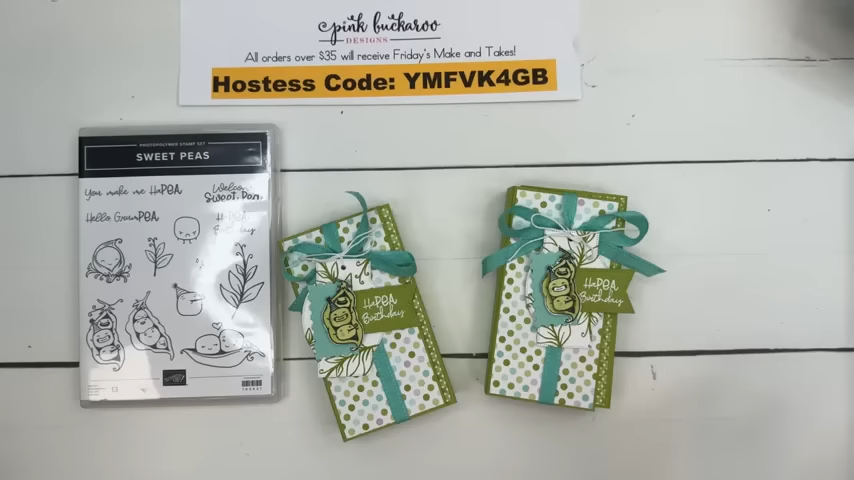 pink buckaroo
DESIGNS
All orders over $35 will receive Friday's Make and Takes!
Hostess Code: YMFVK4GB
PHOTOPOLYMER STAMP SET
SWEET PEAS
You make me HaPEA
Welcome
Sweet Pea
Hello GrumPEA
HaPEA
Birthday
HaPEA
Birthday
HaPEA
Birthday